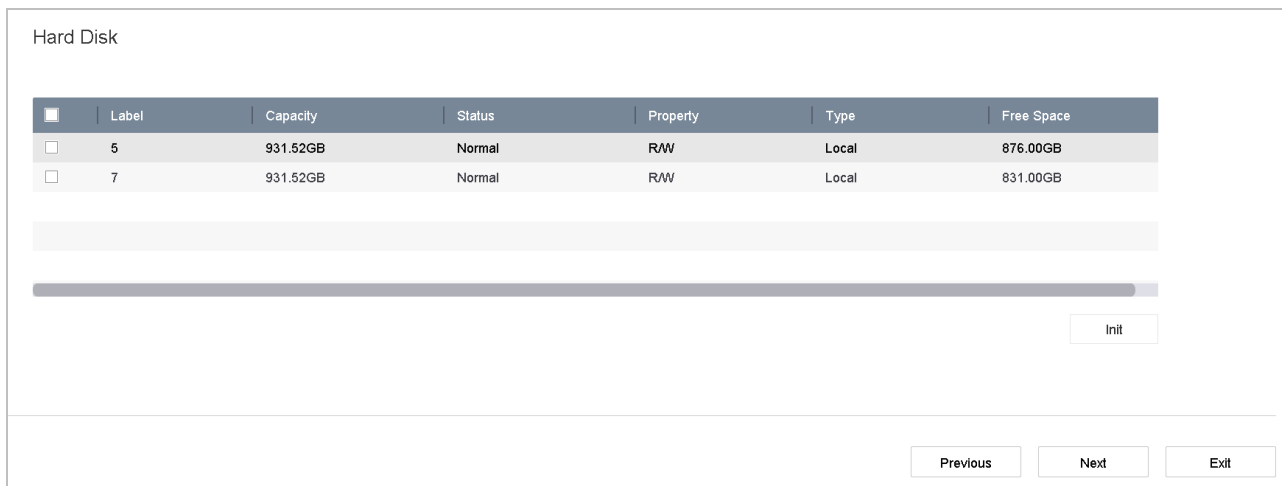 Hard Disk
Label Capacity Status Property Type Free Space
5 931.52GB Normal R/W Local 876.00GB
7 931.52GB Normal R/W Local 831.00GB
Init
Previous Next Exit